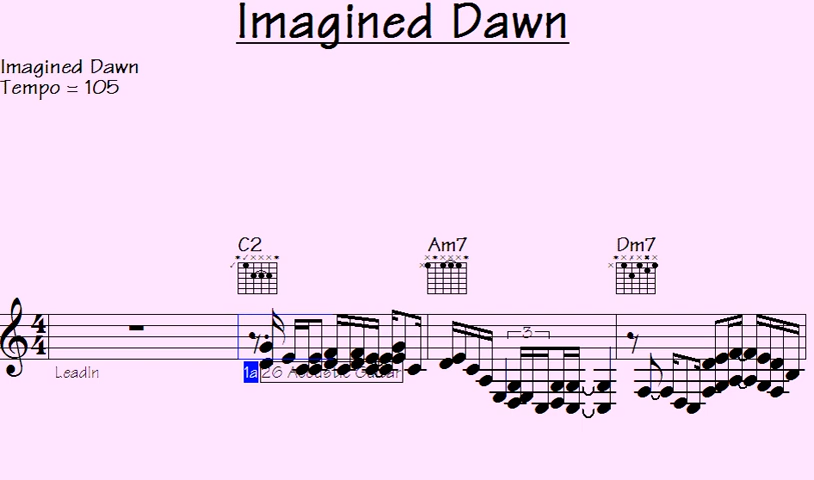 Imagined Dawn
Imagined Dawn
Tempo = 105
C2 Am7 Dm7
4
4
3
LeadIn 1a 26 Acoustic Guitar